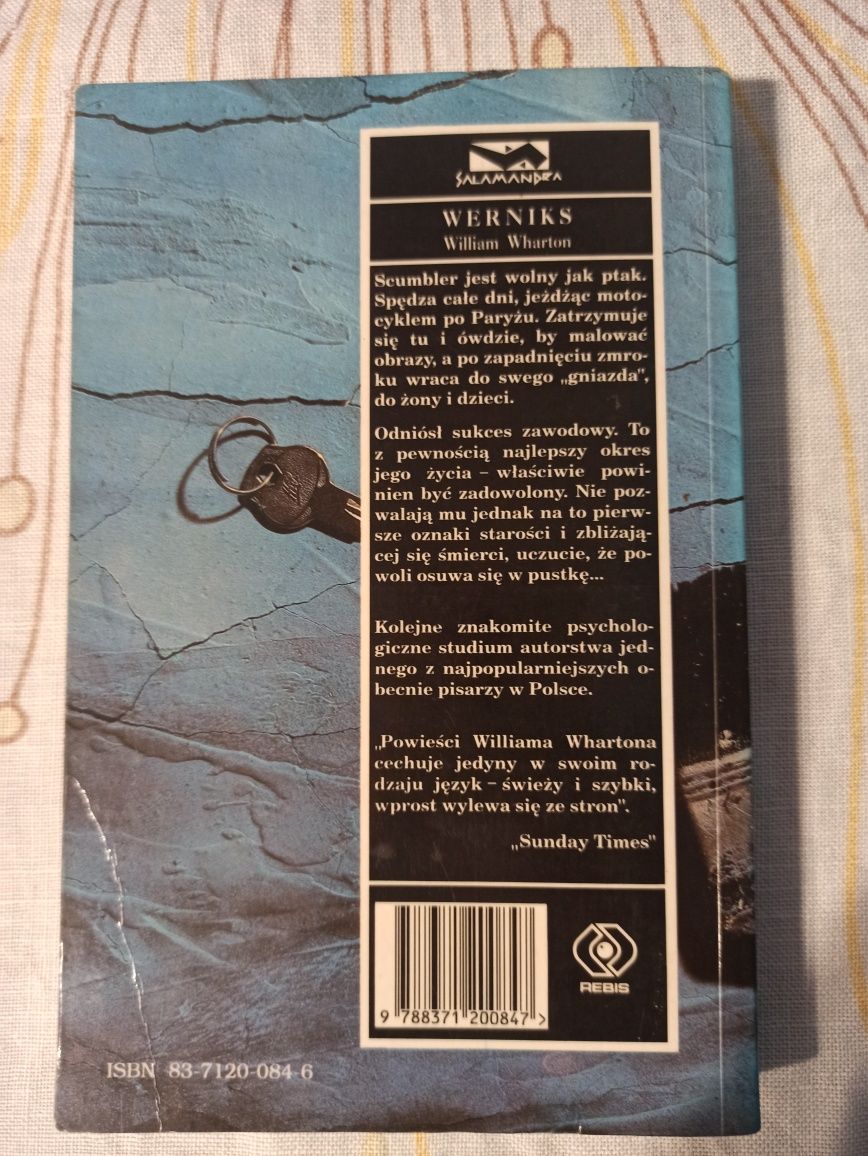 SALAMANDRA
WERNIKS
William Wharton
Scumbler jest wolny jak ptak.
Spędza całe dni, jeżdżąc moto-
cyklem po Paryżu. Zatrzymuje
się tu i ówdzie, by malować
obrazy, a po zapadnięciu zmro-
ku wraca do swego „gniazda",
do żony i dzieci.
Odniósł sukces zawodowy. To
z pewnością najlepszy okres
jego życia – właściwie powi-
nien być zadowolony. Nie poz-
walają mu jednak na to pierw-
sze oznaki starości i zbliżają-
cej się śmierci, uczucie, że po-
woli osuwa się w pustkę...
Kolejne znakomite psycholo-
giczne studium autorstwa jed-
nego z najpopularniejszych o-
becnie pisarzy w Polsce.
„Powieści Williama Whartona
cechuje jedyny w swoim ro-
dzaju język – świeży i szybki,
wprost wylewa się ze stron".
„Sunday Times"
9 788371 200847 >
REBIS
ISBN 83-7120-084-6